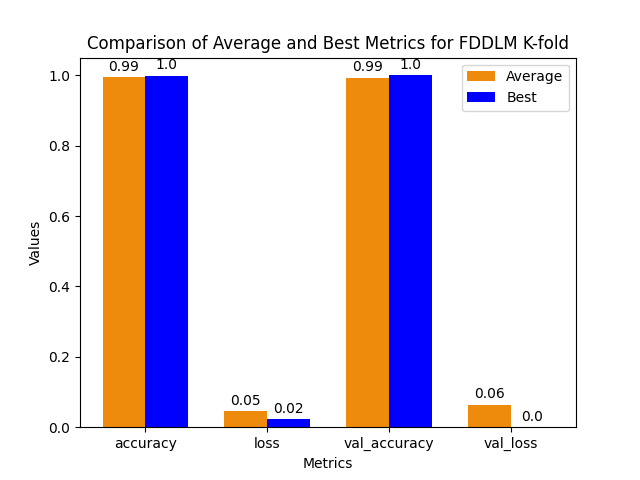 Comparison of Average and Best Metrics for FDDLM K-fold
0.99 1.0 0.99 1.0
Average
Best
1.0
0.8
0.6
0.4
0.2
0.0
Values
0.05 0.02 0.06 0.0
accuracy loss val_accuracy val_loss
Metrics